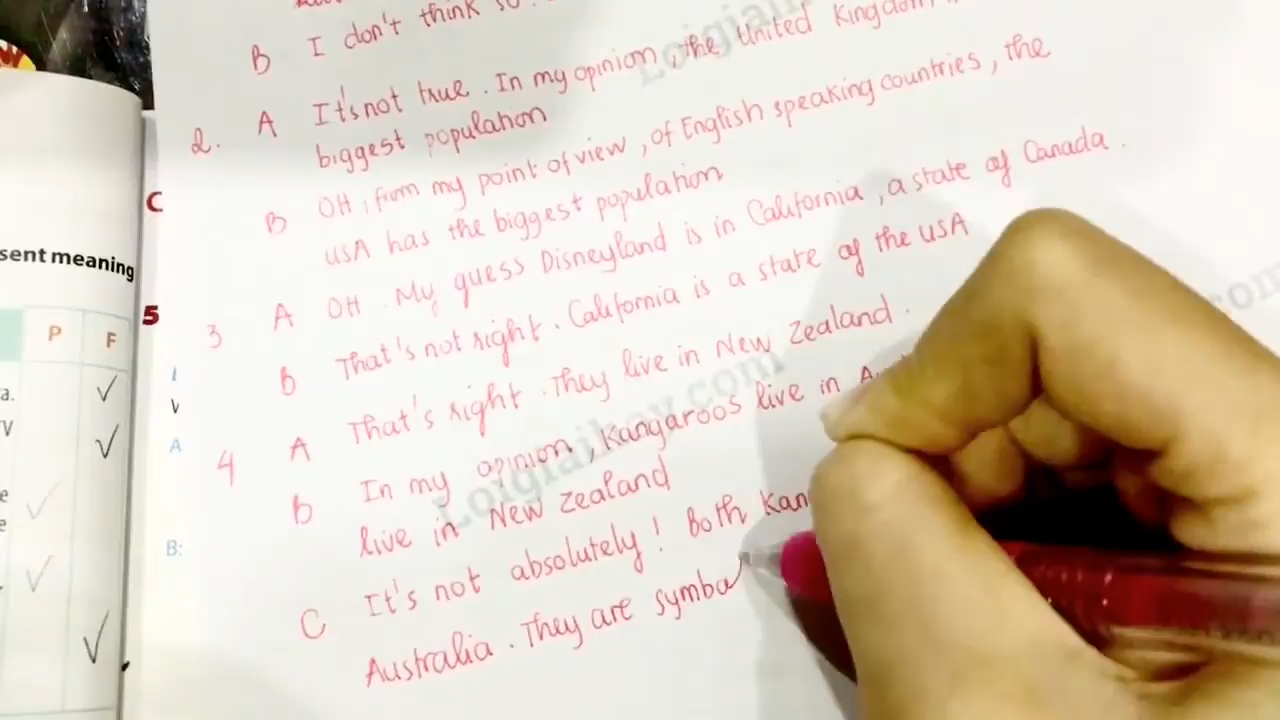 B I don't think so
2. A It's not true. In my opinion, the United Kingdom
biggest population
B OH, from my point of view, of English speaking countries, the
USA has the biggest population
3 A OH. My guess Disneyland is in California, a state of Canada.
B That's not right. California is a state of the USA
4 A That's right. They live in New Zealand.
B In my opinion, Kangaroos live in
live in New Zealand
C It's not absolutely! Both
Australia. They are
Loigiaihay.com
sent meaning
P F
C
5
A
B: